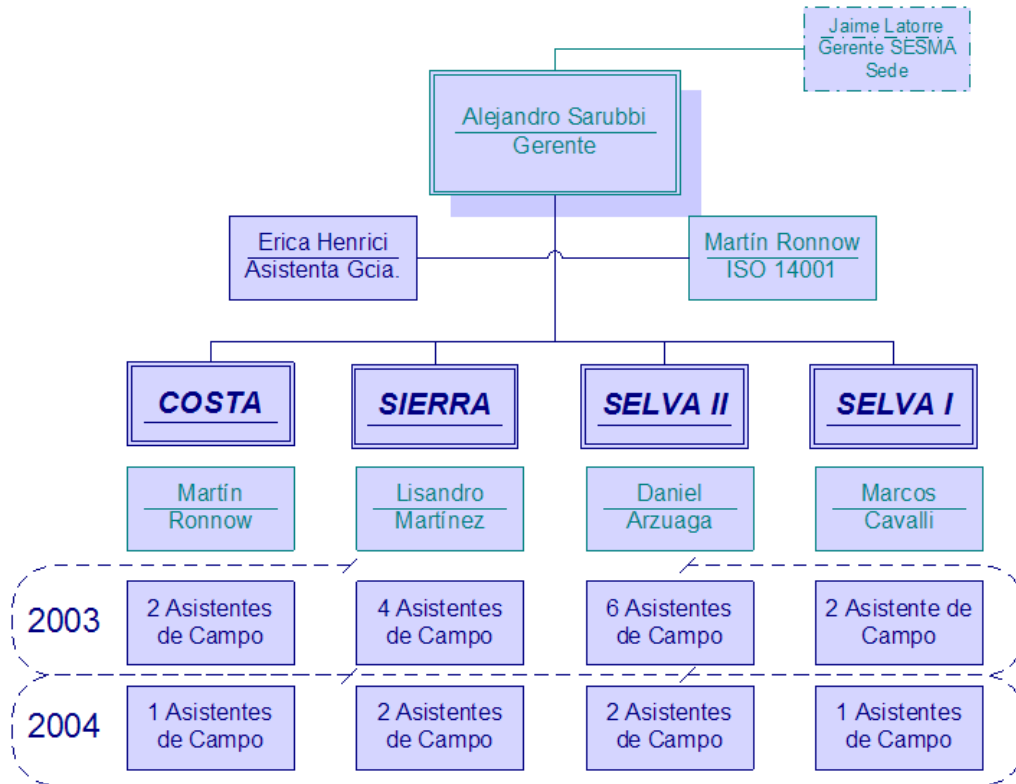 Jaime Latorre
Gerente SESMA
Sede
Alejandro Sarubbi
Gerente
Erica Henrici
Asistenta Gcia.
Martín Ronnow
ISO 14001
COSTA
SIERRA
SELVA II
SELVA I
Martín
Ronnow
Lisandro
Martínez
Daniel
Arzuaga
Marcos
Cavalli
2003
2 Asistentes
de Campo
4 Asistentes
de Campo
6 Asistentes
de Campo
2 Asistente de
Campo
2004
1 Asistentes
de Campo
2 Asistentes
de Campo
2 Asistentes
de Campo
1 Asistentes
de Campo